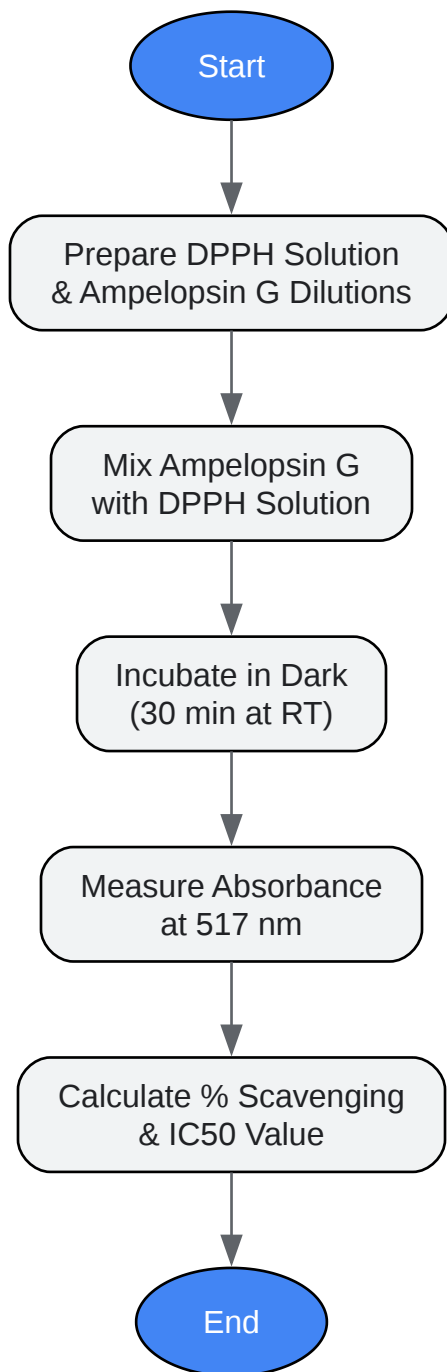 Start
Prepare DPPH Solution
& Ampelopsin G Dilutions
Mix Ampelopsin G
with DPPH Solution
Incubate in Dark
(30 min at RT)
Measure Absorbance
at 517 nm
Calculate % Scavenging
& IC50 Value
End